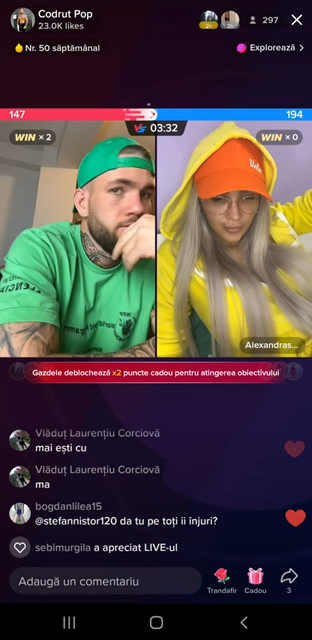 Codrut Pop
23.0K likes
297
Nr. 50 săptămânal
Explorează
147
194
WIN x 2
VS 03:32
WIN x 0
Alexandras...
Gazdele deblochează x2 puncte cadou pentru atingerea obiectivului
Vlăduț Laurențiu Corciovă
mai ești cu
Vlăduț Laurențiu Corciovă
ma
bogdanlilea15
@stefannistor120 da tu pe toți ii înjuri?
sebimurgila a apreciat LIVE-ul
Adaugă un comentariu
Trandafir
Cadou
3